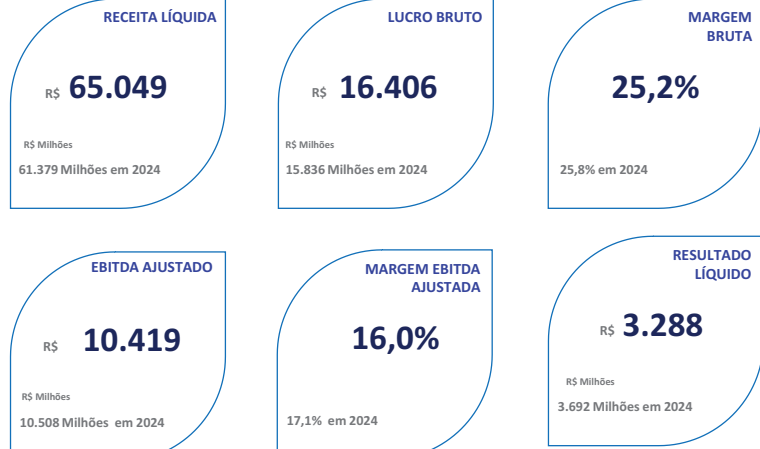 RECEITA LÍQUIDA
R$ 65.049
R$ Milhões
61.379 Milhões em 2024
LUCRO BRUTO
R$ 16.406
R$ Milhões
15.836 Milhões em 2024
MARGEM
BRUTA
25,2%
25,8% em 2024
EBITDA AJUSTADO
R$ 10.419
R$ Milhões
10.508 Milhões em 2024
MARGEM EBITDA
AJUSTADA
16,0%
17,1% em 2024
RESULTADO
LÍQUIDO
R$ 3.288
R$ Milhões
3.692 Milhões em 2024